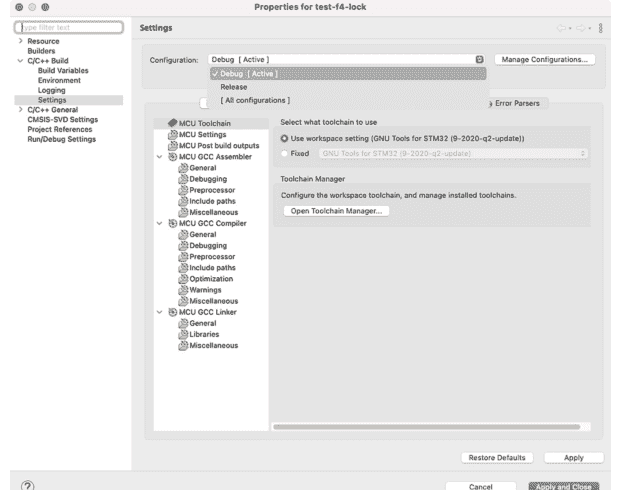 Properties for test-f4-lock
type filter text
Resource
Builders
C/C++ Build
Build Variables
Environment
Logging
Settings
C/C++ General
CMSIS-SVD Settings
Project References
Run/Debug Settings
Settings
Configuration: Debug [ Active ]
Manage Configurations...
✓ Debug [ Active ]
Release
[ All configurations ]
Error Parsers
MCU Toolchain
MCU Settings
MCU Post build outputs
MCU GCC Assembler
General
Debugging
Preprocessor
Include paths
Miscellaneous
MCU GCC Compiler
General
Debugging
Preprocessor
Include paths
Optimization
Warnings
Miscellaneous
MCU GCC Linker
General
Libraries
Miscellaneous
Select what toolchain to use
Use workspace setting (GNU Tools for STM32 (9-2020-q2-update))
Fixed GNU Tools for STM32 (9-2020-q2-update)
Toolchain Manager
Configure the workspace toolchain, and manage installed toolchains.
Open Toolchain Manager...
Restore Defaults
Apply
?
Cancel
Apply and Close